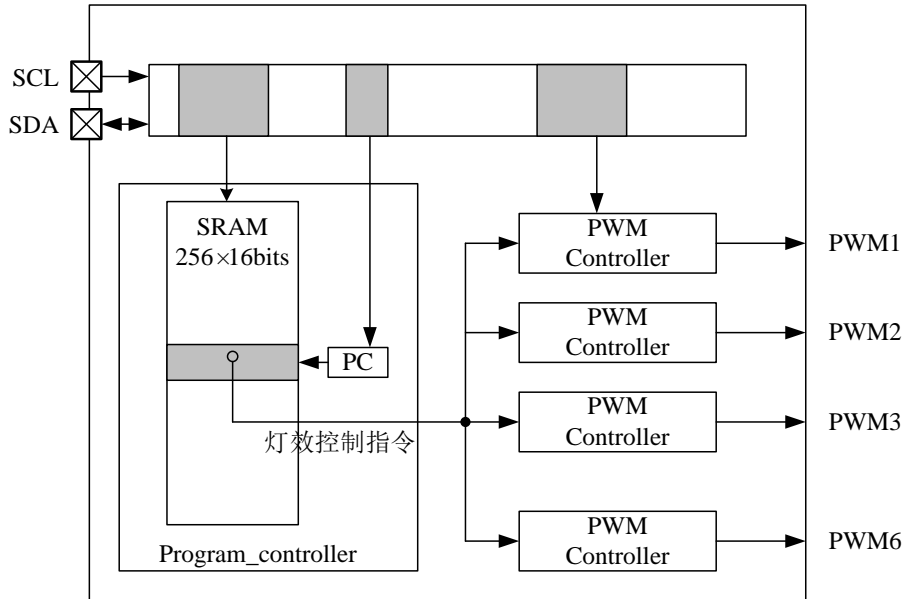 SCL
SDA
SRAM
256×16bits
PC
灯效控制指令
Program_controller
PWM
Controller
PWM1
PWM
Controller
PWM2
PWM
Controller
PWM3
PWM
Controller
PWM6